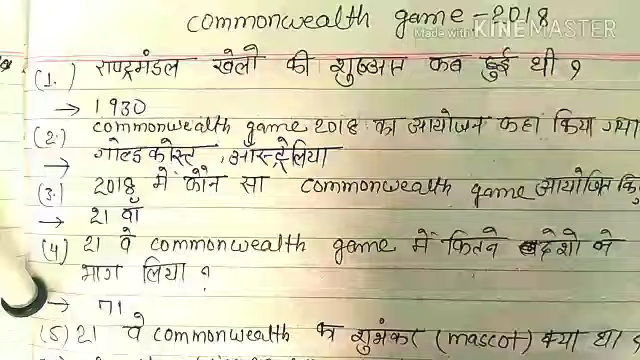 commonwealth game - 2018
Made with KINEMASTER
(1.) राष्ट्रमंडल खेलो की शुरुआत कब हुई थी ?
→ 1930
(2.) commonwealth game 2018 का आयोजन कहा किया गया
→ गोल्डकोस्ट, ऑस्ट्रेलिया
(3.) 2018 में कौन सा commonwealth game आयोजित कि
→ 21 वाँ
(4) 21 वे commonwealth game में कितने देशो ने
भाग लिया ?
→ 71
(5) 21 वे commonwealth का शुभंकर (mascot) क्या था